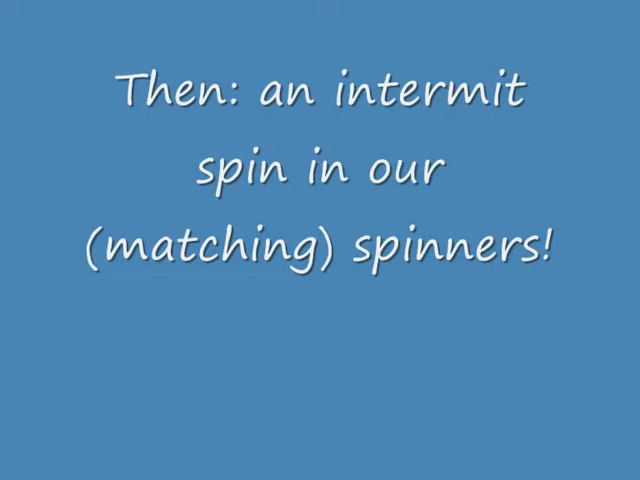 Then: an intermit
spin in our
(matching) spinners!